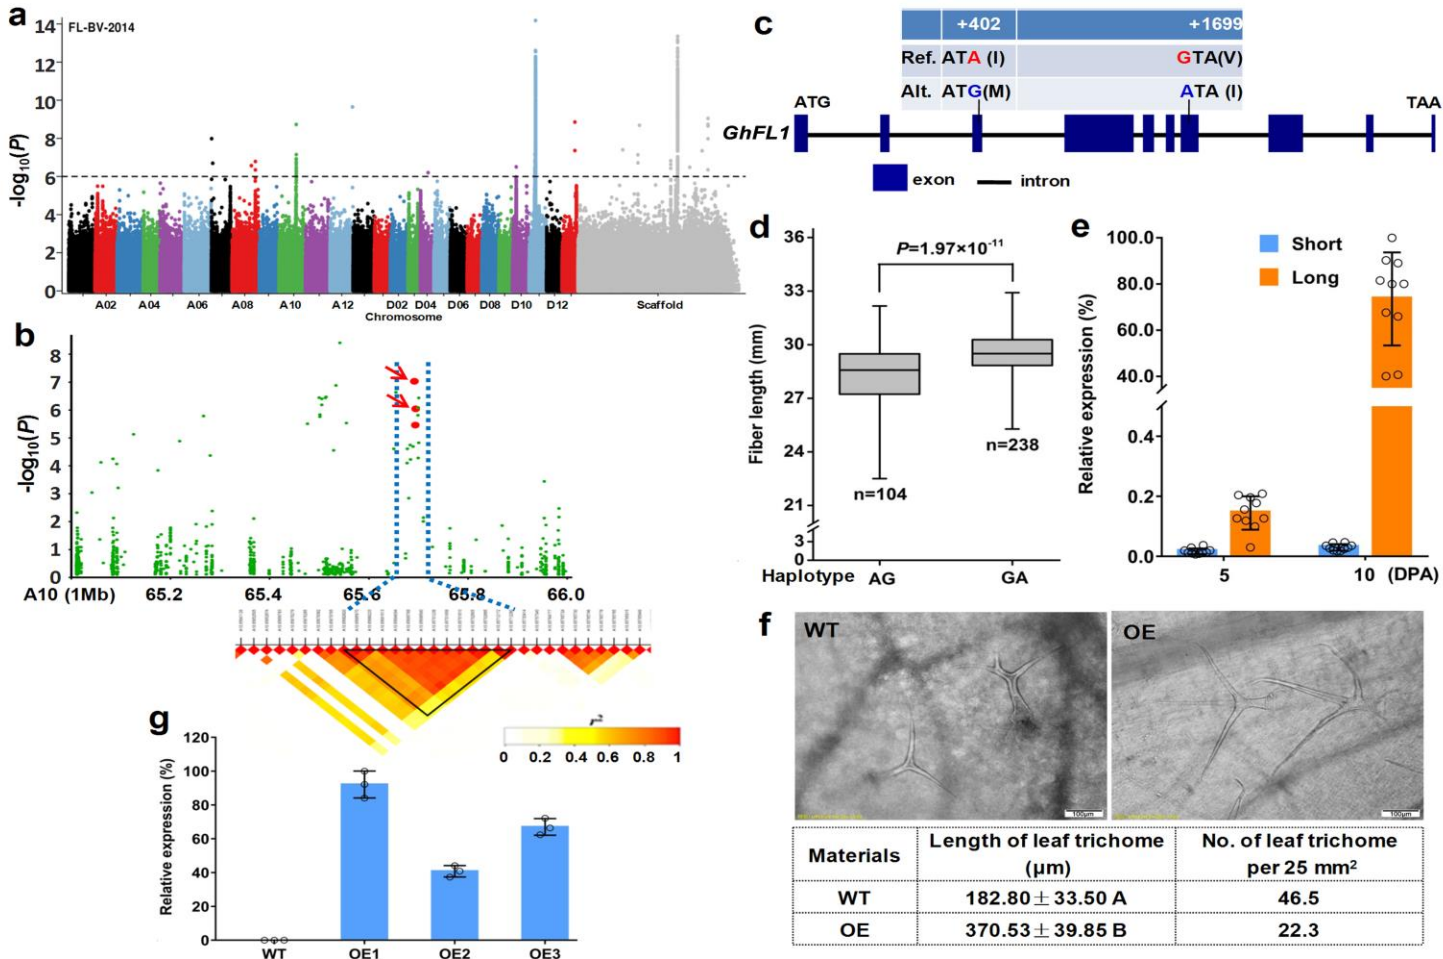 a
FL-BV-2014
-log10(P)
14
12
10
8
6
4
2
0
A02 A04 A06 A08 A10 A12 D02 D04 D06 D08 D10 D12 Scaffold
Chromosome
b
-log10(P)
8
7
6
5
4
3
2
1
0
A10 (1Mb) 65.2 65.4 65.6 65.8 66.0
r²
0 0.2 0.4 0.6 0.8 1
c
+402 +1699
Ref. ATA (I) GTA(V)
Alt. ATG(M) ATA (I)
ATG TAA
GhFL1
exon intron
d
P=1.97×10⁻¹¹
Fiber length (mm)
36
33
30
27
24
21
3
0
n=104
n=238
Haplotype AG GA
e
Short
Long
Relative expression (%)
100.0
80.0
60.0
40.0
0.4
0.2
0.0
5 10 (DPA)
f
WT OE
100μm 100μm
Materials Length of leaf trichome (μm) No. of leaf trichome per 25 mm²
WT 182.80±33.50 A 46.5
OE 370.53±39.85 B 22.3
g
Relative expression (%)
120
100
80
60
40
20
0
WT OE1 OE2 OE3